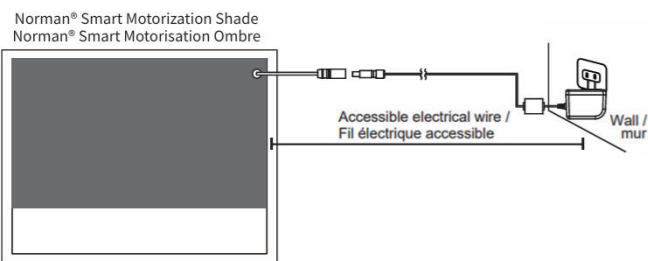 Norman® Smart Motorization Shade
Norman® Smart Motorisation Ombre
Accessible electrical wire /
Fil électrique accessible
Wall /
mur